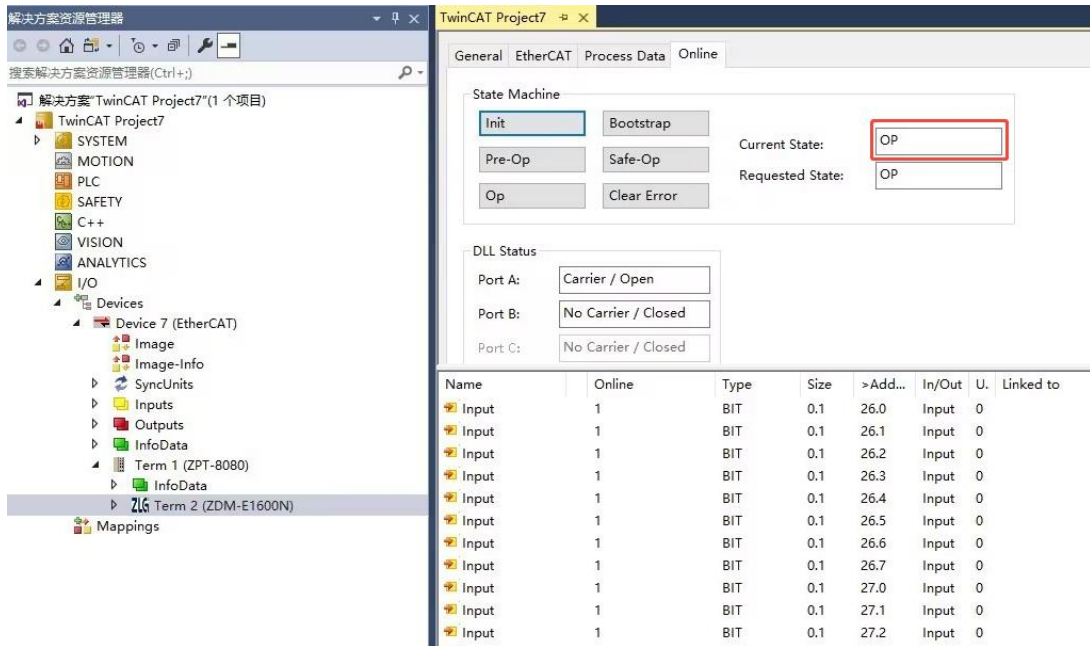 解决方案资源管理器
搜索解决方案资源管理器(Ctrl+;)
解决方案"TwinCAT Project7"(1 个项目)
TwinCAT Project7
SYSTEM
MOTION
PLC
SAFETY
C++
VISION
ANALYTICS
I/O
Devices
Device 7 (EtherCAT)
Image
Image-Info
SyncUnits
Inputs
Outputs
InfoData
Term 1 (ZPT-8080)
InfoData
ZLG Term 2 (ZDM-E1600N)
Mappings
TwinCAT Project7
General EtherCAT Process Data Online
State Machine
Init Bootstrap
Pre-Op Safe-Op
Op Clear Error
Current State: OP
Requested State: OP
DLL Status
Port A: Carrier / Open
Port B: No Carrier / Closed
Port C: No Carrier / Closed
Name Online Type Size >Add... In/Out U. Linked to
Input 1 BIT 0.1 26.0 Input 0
Input 1 BIT 0.1 26.1 Input 0
Input 1 BIT 0.1 26.2 Input 0
Input 1 BIT 0.1 26.3 Input 0
Input 1 BIT 0.1 26.4 Input 0
Input 1 BIT 0.1 26.5 Input 0
Input 1 BIT 0.1 26.6 Input 0
Input 1 BIT 0.1 26.7 Input 0
Input 1 BIT 0.1 27.0 Input 0
Input 1 BIT 0.1 27.1 Input 0
Input 1 BIT 0.1 27.2 Input 0